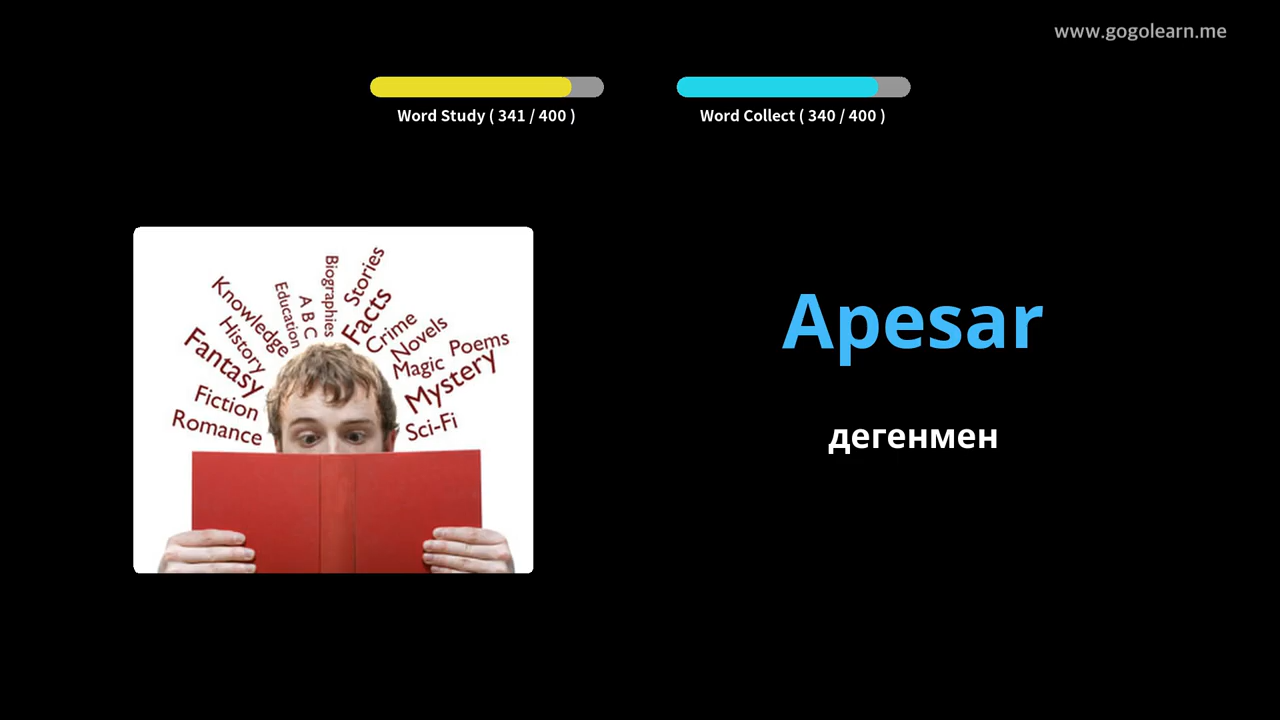 www.gogolearn.me
Word Study ( 341 / 400 )
Word Collect ( 340 / 400 )
Knowledge
History
Fantasy
Fiction
Romance
Education
A B C
Biographies
Stories
Facts
Crime
Novels
Magic
Poems
Mystery
Sci-Fi
Apesar
дегенмен